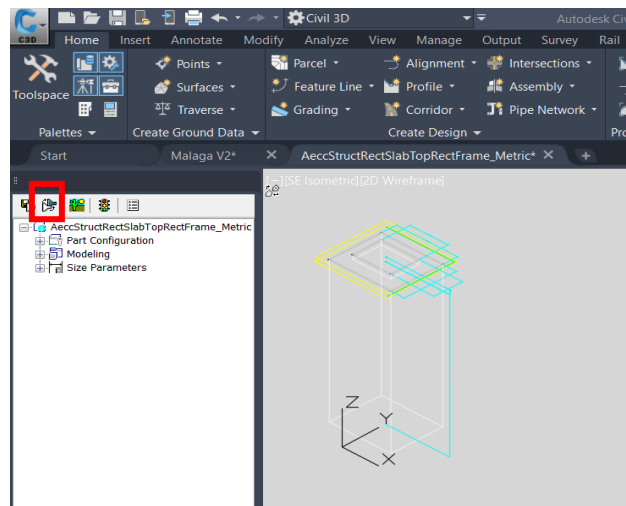 Civil 3D
Autodesk Civ
C3D
Home Insert Annotate Modify Analyze View Manage Output Survey Rail
Toolspace
Points
Surfaces
Traverse
Parcel
Feature Line
Grading
Alignment
Profile
Corridor
Intersections
Assembly
Pipe Network
Palettes
Create Ground Data
Create Design
Pro
Start Malaga V2* AeccStructRectSlabTopRectFrame_Metric*
[−][SE Isometric][2D Wireframe]
AeccStructRectSlabTopRectFrame_Metric
Part Configuration
Modeling
Size Parameters
Z
Y
X